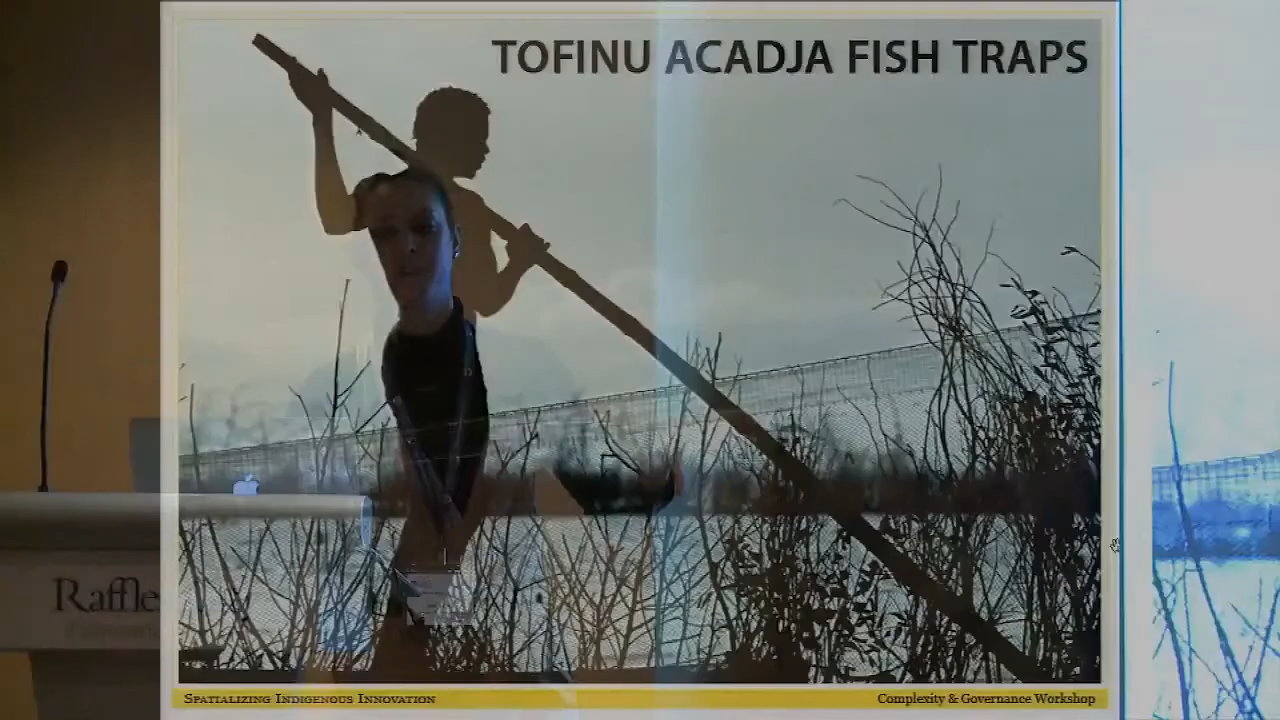 TOFINU ACADJA FISH TRAPS
Raffle
SPATIALIZING INDIGENOUS INNOVATION
Complexity & Governance Workshop